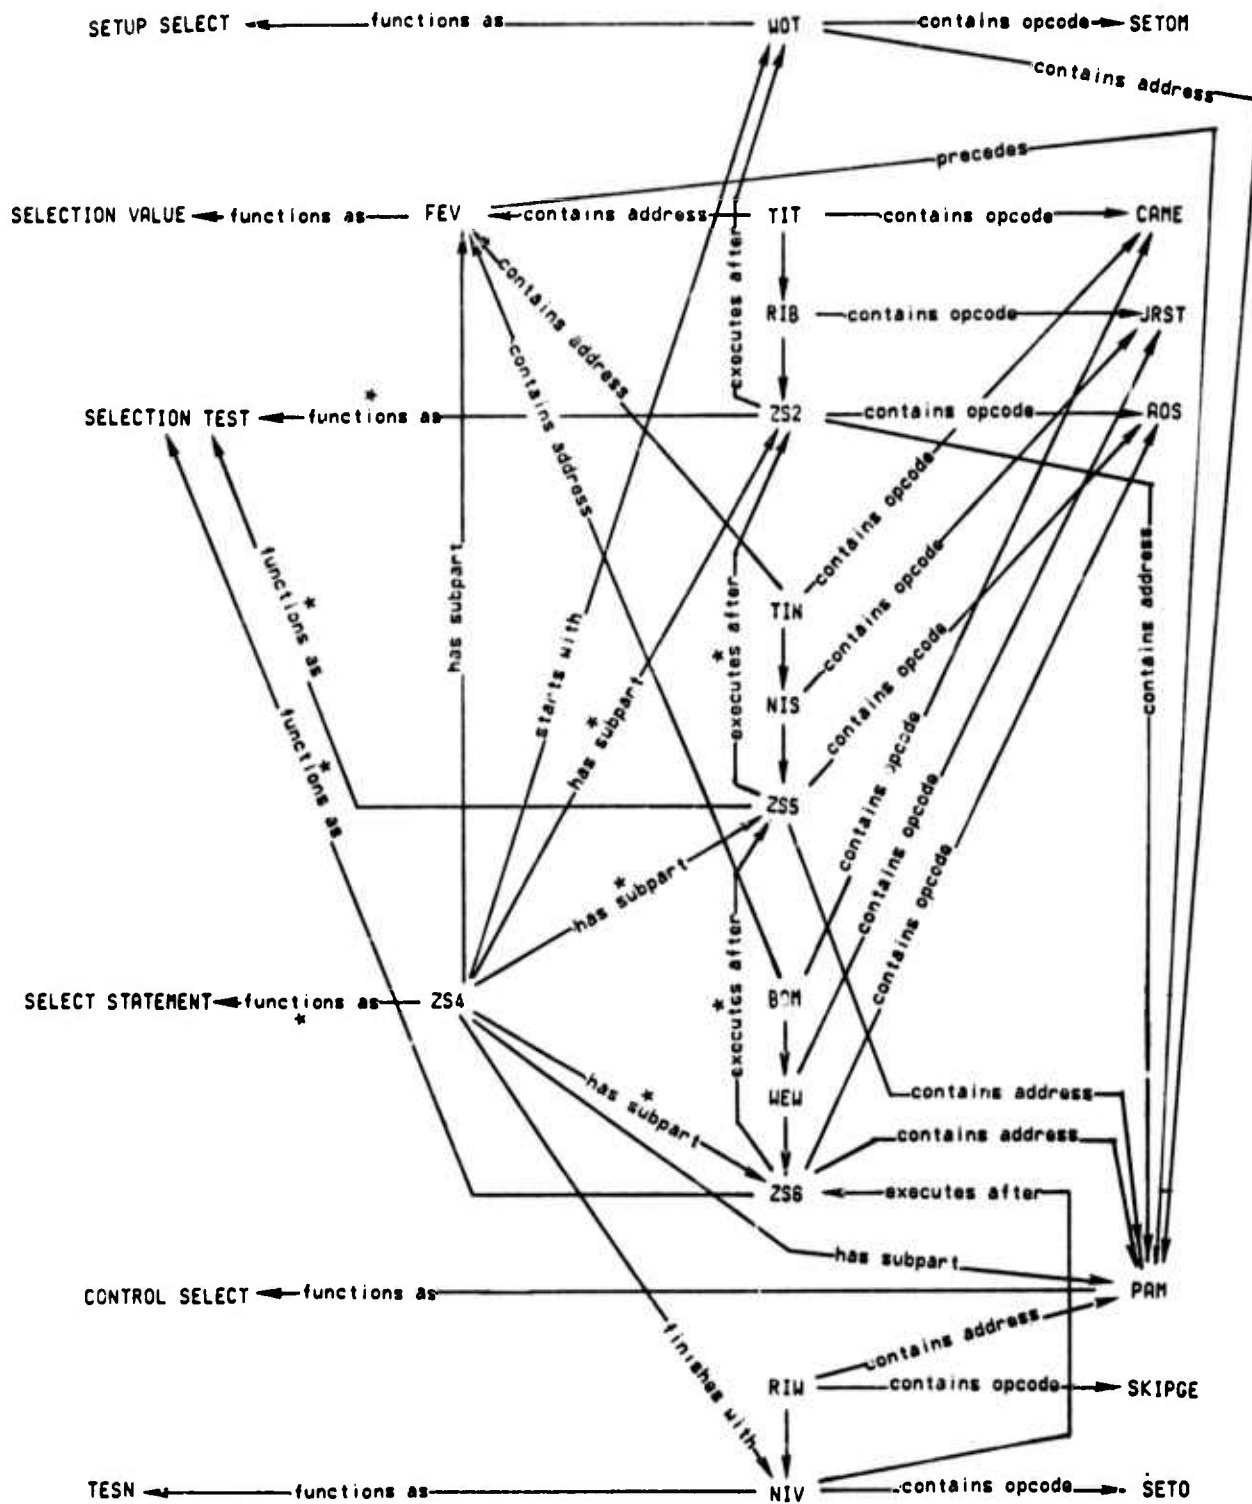 SETUP SELECT functions as WOT contains opcode SETOM
contains address
precedes
SELECTION VALUE functions as FEV contains address TIT contains opcode CAME
contains address
executes after
RIB contains opcode JRST
contains address
*
SELECTION TEST functions as ZS2 contains opcode AOS
contains opcode
has subpart
functions as
*
contains address
executes after
*
TIN
contains opcode
starts with
has subpart
*
NIS
contains opcode
functions as
*
contains opcode
contains opcode
ZS5
contains opcode
has subpart
*
contains opcode
executes after
*
SELECT STATEMENT functions as ZS4
*
has subpart
*
WEW
contains address
contains address
ZS6 executes after
has subpart
CONTROL SELECT functions as PAM
contains address
finishes with
RIW contains opcode SKIPGE
TESN functions as NIV contains opcode SETO